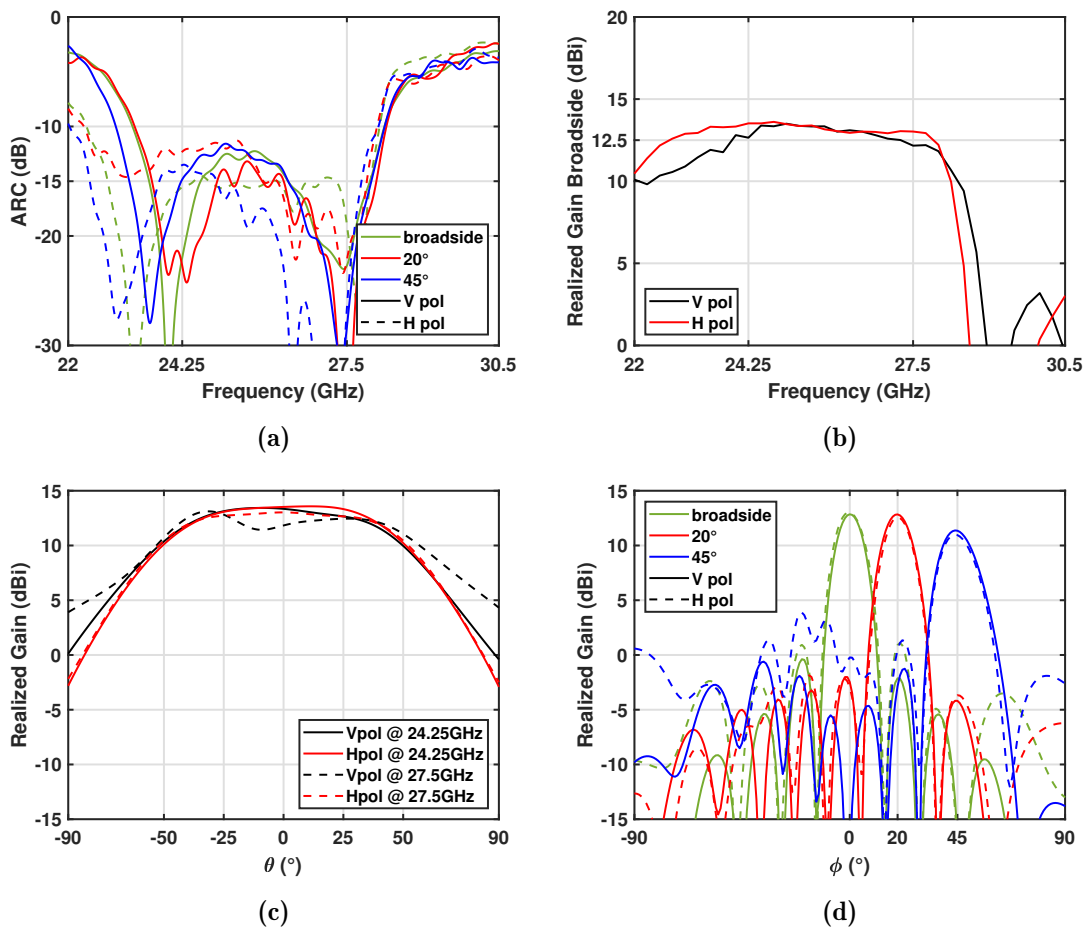 0
-10
-15
-20
-30
ARC (dB)
broadside
20°
45°
V pol
H pol
22
24.25
27.5
30.5
Frequency (GHz)
(a)
20
15
12.5
10
5
0
Realized Gain Broadside (dBi)
V pol
H pol
22
24.25
27.5
30.5
Frequency (GHz)
(b)
15
10
5
0
-5
-10
-15
Realized Gain (dBi)
Vpol @ 24.25GHz
Hpol @ 24.25GHz
Vpol @ 27.5GHz
Hpol @ 27.5GHz
-90
-50
-25
0
25
50
90
θ (°)
(c)
15
10
5
0
-5
-10
-15
Realized Gain (dBi)
broadside
20°
45°
V pol
H pol
-90
0
20
45
90
ϕ (°)
(d)